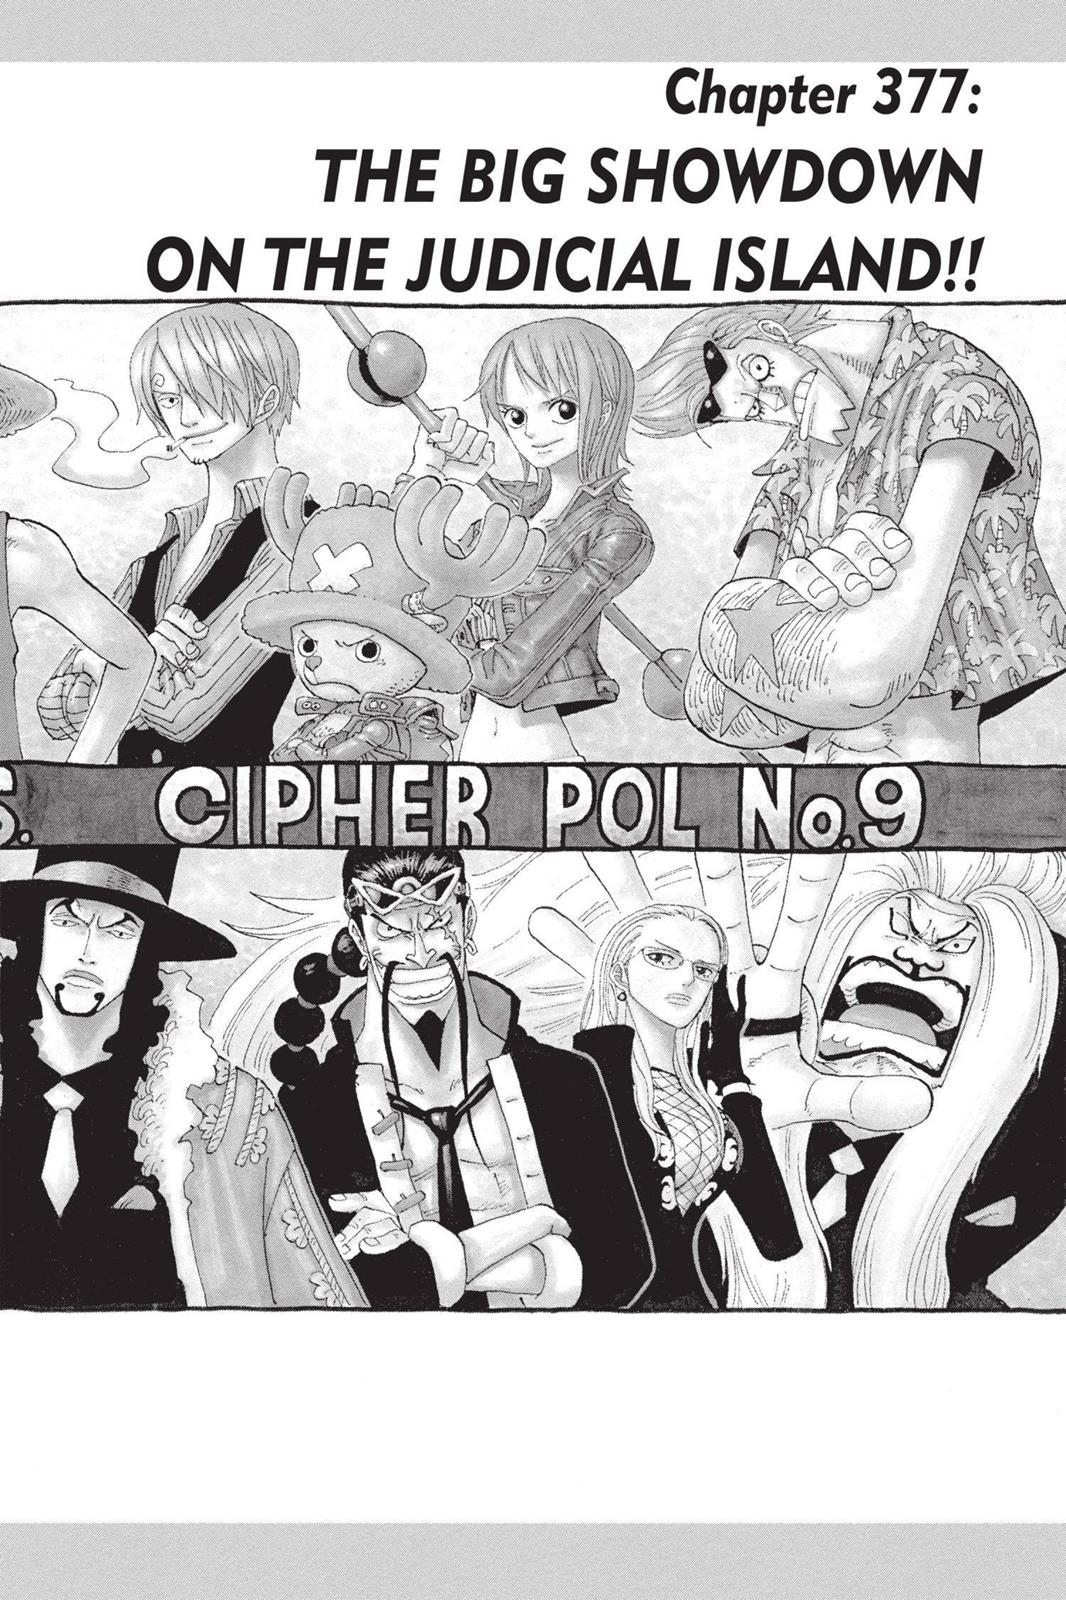 Chapter 377:
THE BIG SHOWDOWN
ON THE JUDICIAL ISLAND!!
S. CIPHER POL No.9